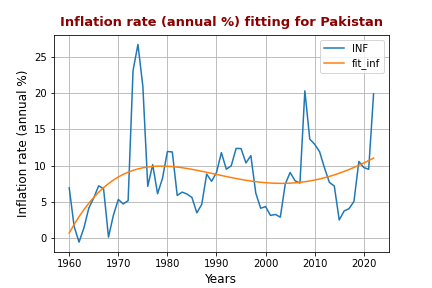 Inflation rate (annual %) fitting for Pakistan
INF
fit_inf
Inflation rate (annual %)
25
20
15
10
5
0
1960 1970 1980 1990 2000 2010 2020
Years